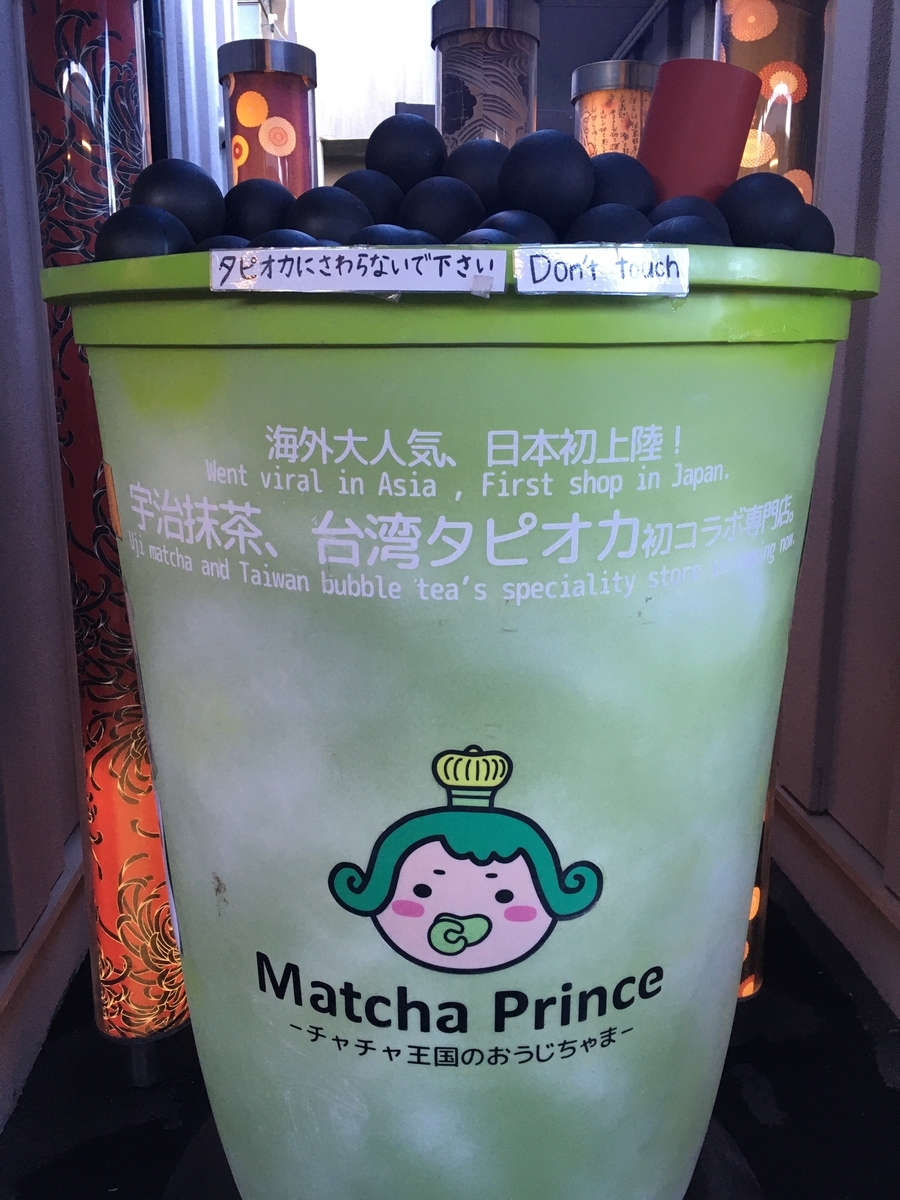 タピオカにさわらないで下さい
Don't touch
海外大人気、日本初上陸！
Went viral in Asia , First shop in Japan.
宇治抹茶、台湾タピオカ初コラボ専門店。
Uji matcha and Taiwan bubble tea's speciality store now.
Matcha Prince
-チャチャ王国のおうじちゃま-